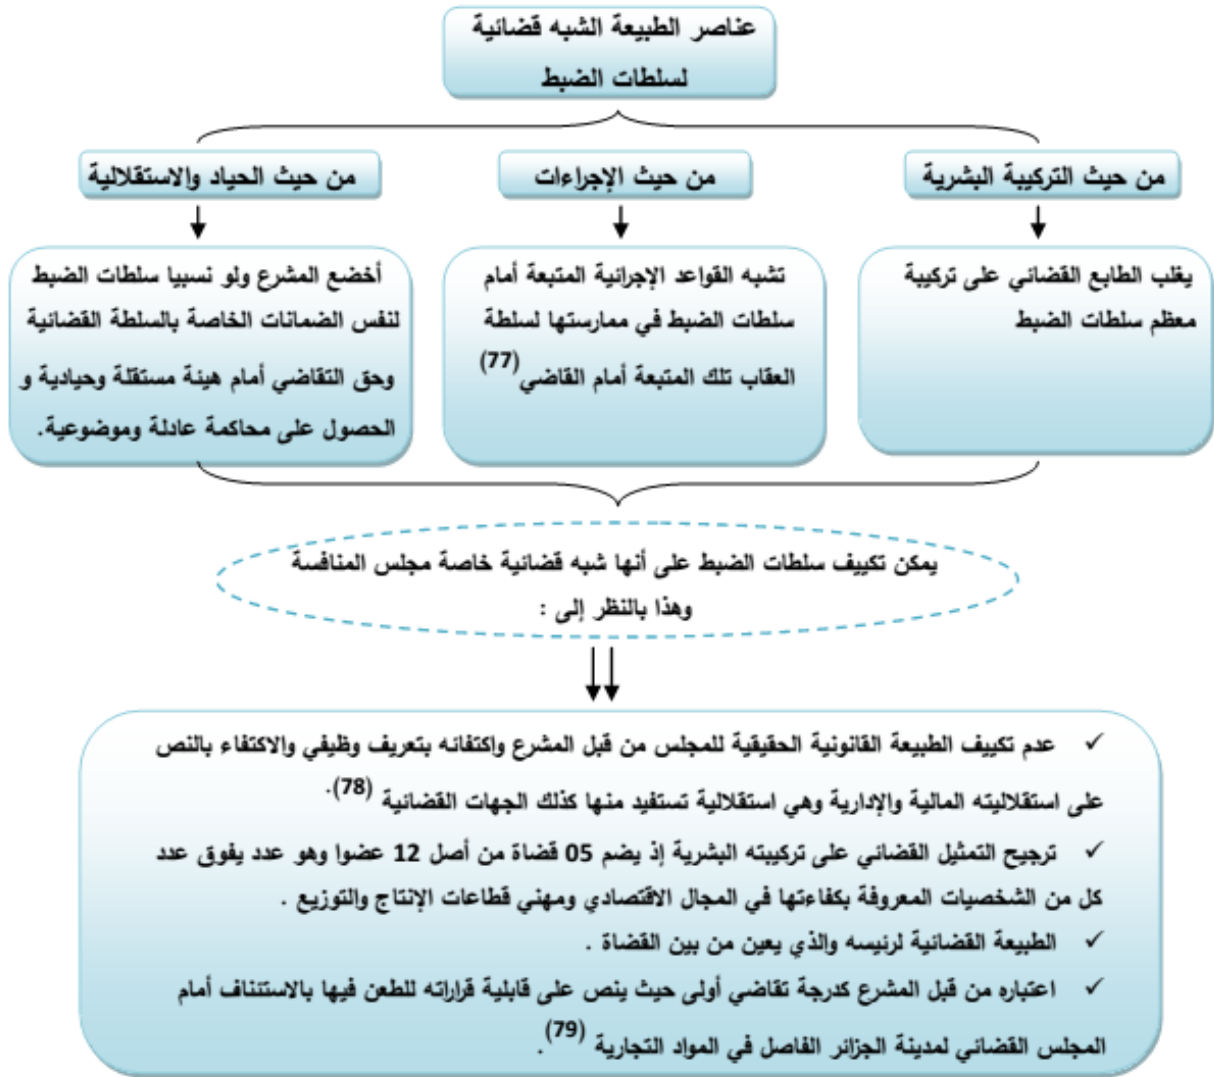 عناصر الطبيعة الشبه قضائية
لسلطات الضبط
من حيث التركيبة البشرية
من حيث الإجراءات
من حيث الحياد والاستقلالية
يغلب الطابع القضائي على تركيبة
معظم سلطات الضبط
تشبه القواعد الإجرائية المتبعة أمام
سلطات الضبط في ممارستها لسلطة
العقاب تلك المتبعة أمام القاضي(77)
أخضع المشرع ولو نسبيا سلطات الضبط
لنفس الضمانات الخاصة بالسلطة القضائية
وحق التقاضي أمام هيئة مستقلة وحيادية و
الحصول على محاكمة عادلة وموضوعية.
يمكن تكييف سلطات الضبط على أنها شبه قضائية خاصة مجلس المنافسة
وهذا بالنظر إلى :
✓ عدم تكييف الطبيعة القانونية الحقيقية للمجلس من قبل المشرع واكتفائه بتعريف وظيفي والاكتفاء بالنص
على استقلاليته المالية والإدارية وهي استقلالية تستفيد منها كذلك الجهات القضائية (78).
✓ ترجيح التمثيل القضائي على تركيبته البشرية إذ يضم 05 قضاة من أصل 12 عضوا وهو عدد يفوق عدد
كل من الشخصيات المعروفة بكفاءتها في المجال الاقتصادي ومهني قطاعات الإنتاج والتوزيع .
✓ الطبيعة القضائية لرئيسه والذي يعين من بين القضاة .
✓ اعتباره من قبل المشرع كدرجة تقاضي أولى حيث ينص على قابلية قراراته للطعن فيها بالاستئناف أمام
المجلس القضائي لمدينة الجزائر الفاصل في المواد التجارية (79).